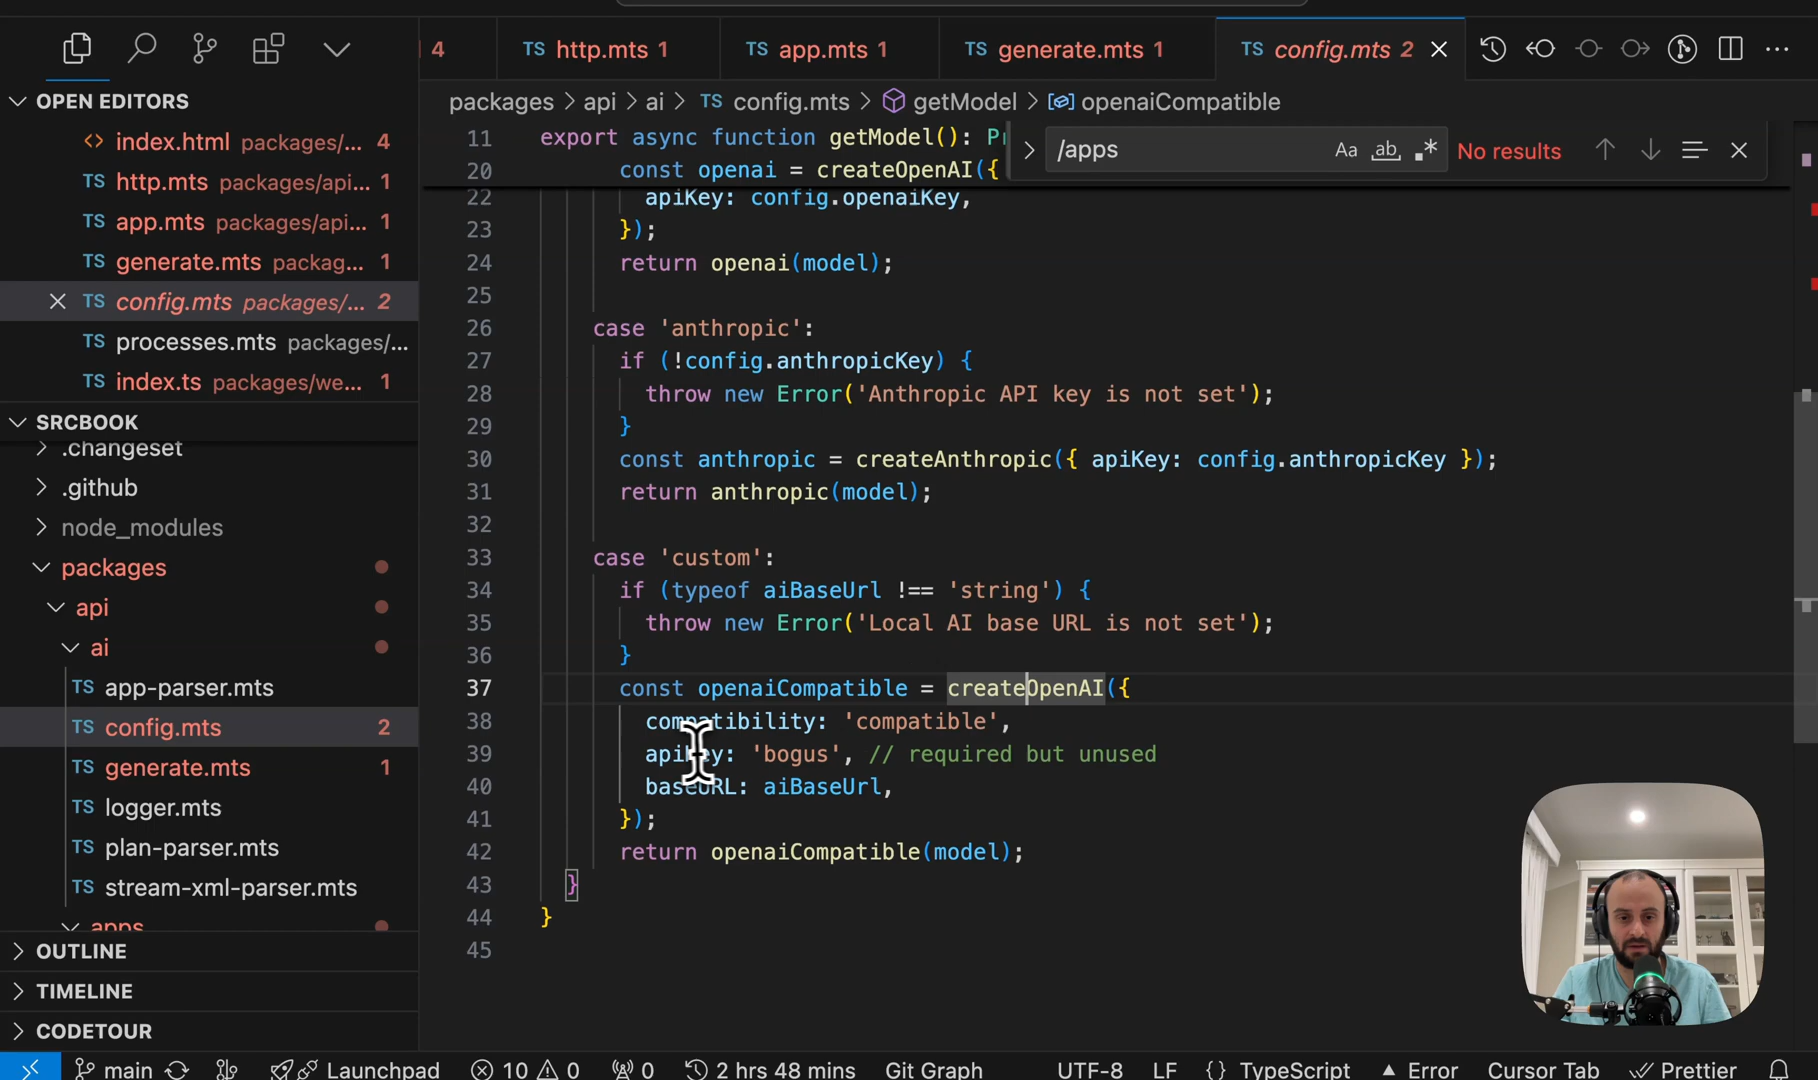 4
TS http.mts 1
TS app.mts 1
TS generate.mts 1
TS config.mts 2
OPEN EDITORS
index.html packages/... 4
TS http.mts packages/api... 1
TS app.mts packages/api... 1
TS generate.mts packag... 1
TS config.mts packages/... 2
TS processes.mts packages/...
TS index.ts packages/we... 1
SRCBOOK
.changeset
.github
node_modules
packages
api
ai
TS app-parser.mts
TS config.mts 2
TS generate.mts 1
TS logger.mts
TS plan-parser.mts
TS stream-xml-parser.mts
apps
OUTLINE
TIMELINE
CODETOUR
packages > api > ai > TS config.mts > getModel > openaiCompatible
/apps Aa ab No results
11 export async function getModel(): P
20 const openai = createOpenAI({
22 apiKey: config.openaiKey,
23 });
24 return openai(model);
25
26 case 'anthropic':
27 if (!config.anthropicKey) {
28 throw new Error('Anthropic API key is not set');
29 }
30 const anthropic = createAnthropic({ apiKey: config.anthropicKey });
31 return anthropic(model);
32
33 case 'custom':
34 if (typeof aiBaseUrl !== 'string') {
35 throw new Error('Local AI base URL is not set');
36 }
37 const openaiCompatible = createOpenAI({
38 compatibility: 'compatible',
39 apiKey: 'bogus', // required but unused
40 baseURL: aiBaseUrl,
41 });
42 return openaiCompatible(model);
43 }
44 }
45
main Launchpad 10 0 0 2 hrs 48 mins Git Graph UTF-8 LF {} TypeScript Error Cursor Tab Prettier